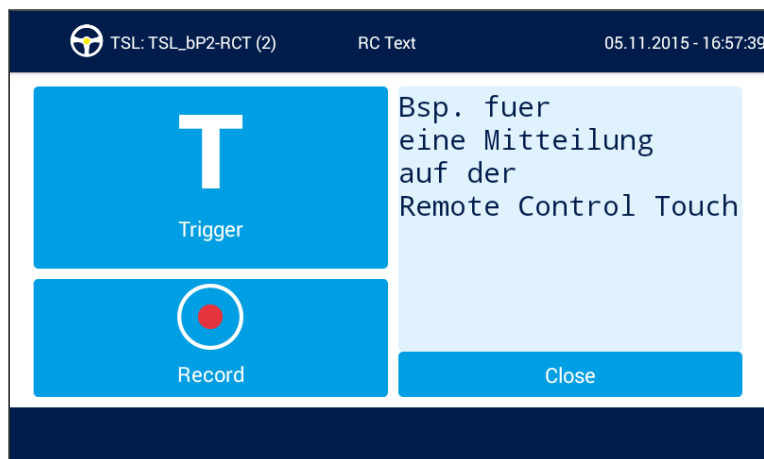 TSL: TSL_bP2-RCT (2) RC Text 05.11.2015 - 16:57:39
T
Trigger
Record
Bsp. fuer
eine Mitteilung
auf der
Remote Control Touch
Close